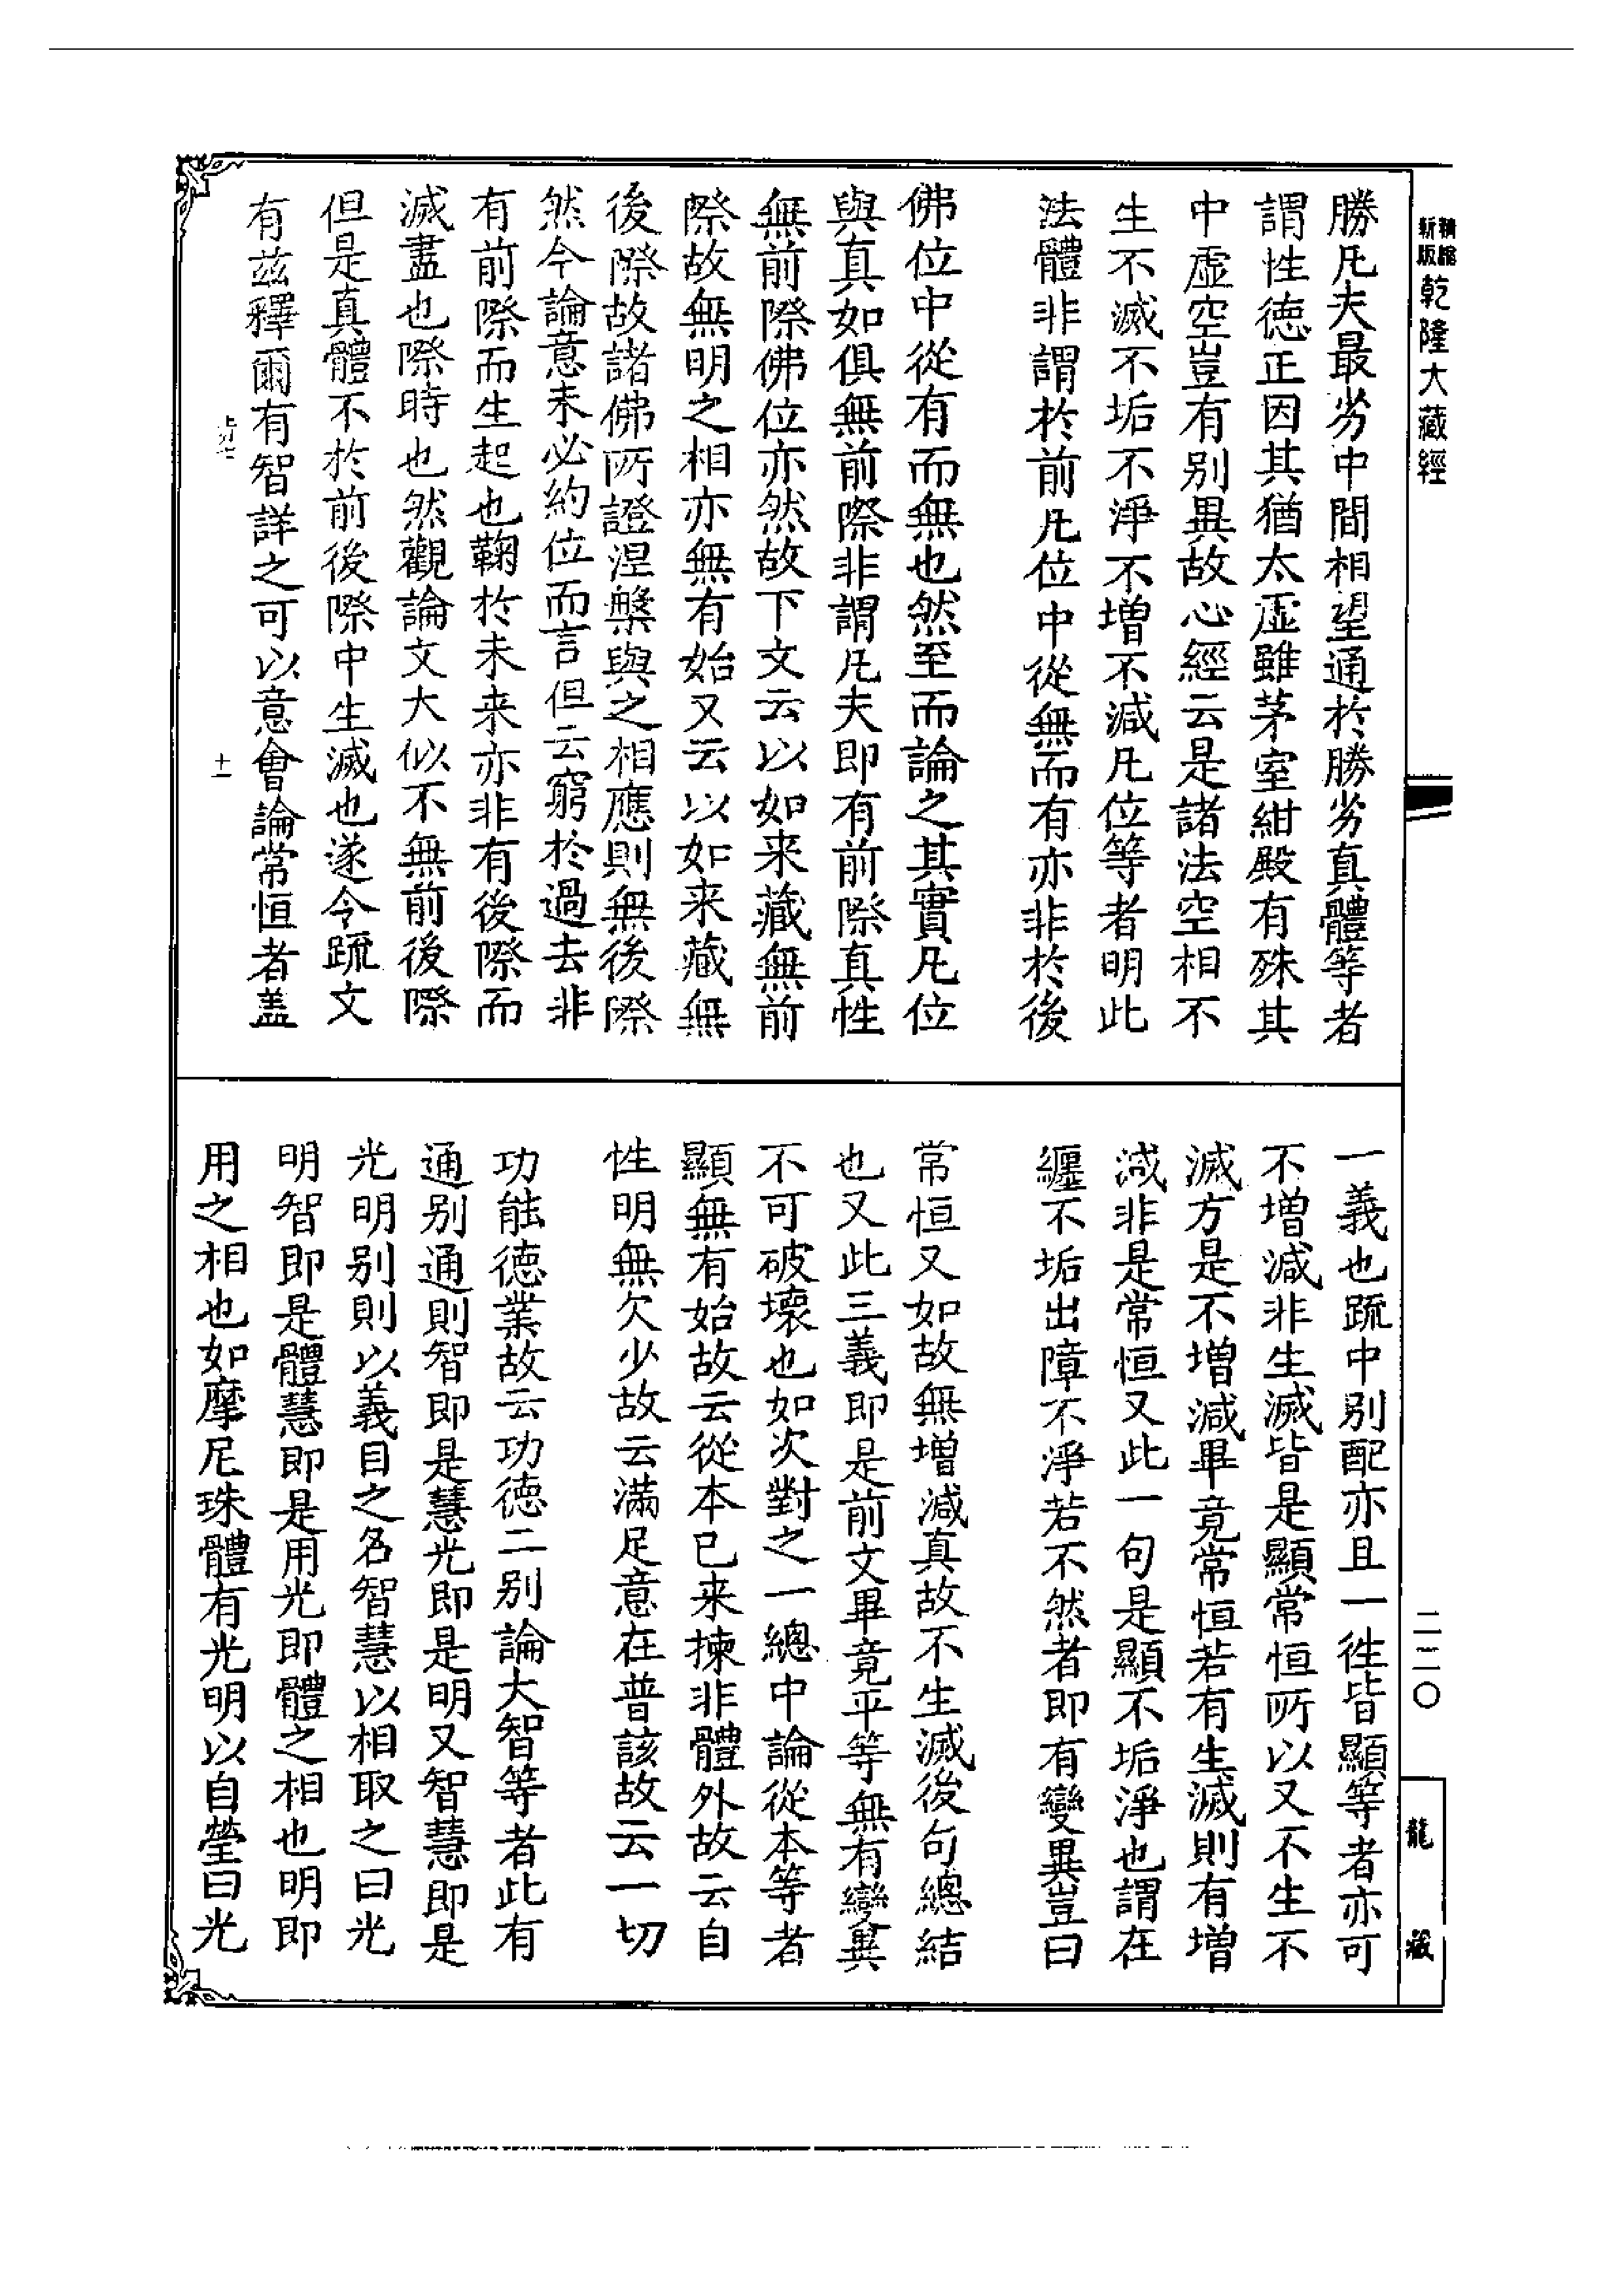 精縮新版乾隆大藏經
勝凡夫最劣中間相望通於勝劣真體等者
謂性德正因其猶太虛雖茅室紺殿有殊其
中虛空豈有別異故心經云是諸法空相不
生不滅不垢不淨不增不減凡位等者明此
法體非謂於前凡位中從無而有亦非於後
佛位中從有而無也然至而論之其實凡位
與真如俱無前際非謂凡夫即有前際真性
無前際佛位亦然故下文云以如来藏無前
際故無明之相亦無有始又云以如来藏無
後際故諸佛所證涅槃與之相應則無後際
然今論意未必約位而言但云窮於過去非
有前際而生起也鞠於未来亦非有後際而
滅盡也際時也然觀論文大似不無前後際
但是真體不於前後際中生滅也遂令疏文
有茲釋爾有智詳之可以意會論常恒者盖
十一
一義也疏中別配亦且一徃皆顯等者亦可
不增減非生滅皆是顯常恒所以又不生不
滅方是不增減畢竟常恒若有生滅則有增
減非是常恒又此一句是顯不垢淨也謂在
纏不垢出障不淨若不然者即有變異豈曰
常恒又如故無增減真故不生滅後句總結
也又此三義即是前文畢竟平等無有變異
不可破壞也如次對之一總中論從本等者
顯無有始故云從本已来揀非體外故云自
性明無欠少故云滿足意在普該故云一切
功能德業故云功德二別論大智等者此有
通別通則智即是慧光即是明又智慧即是
光明別則以義目之名智慧以相取之曰光
明智即是體慧即是用光即體之相也明即
用之相也如摩尼珠體有光明以自瑩曰光
二二〇
龍藏